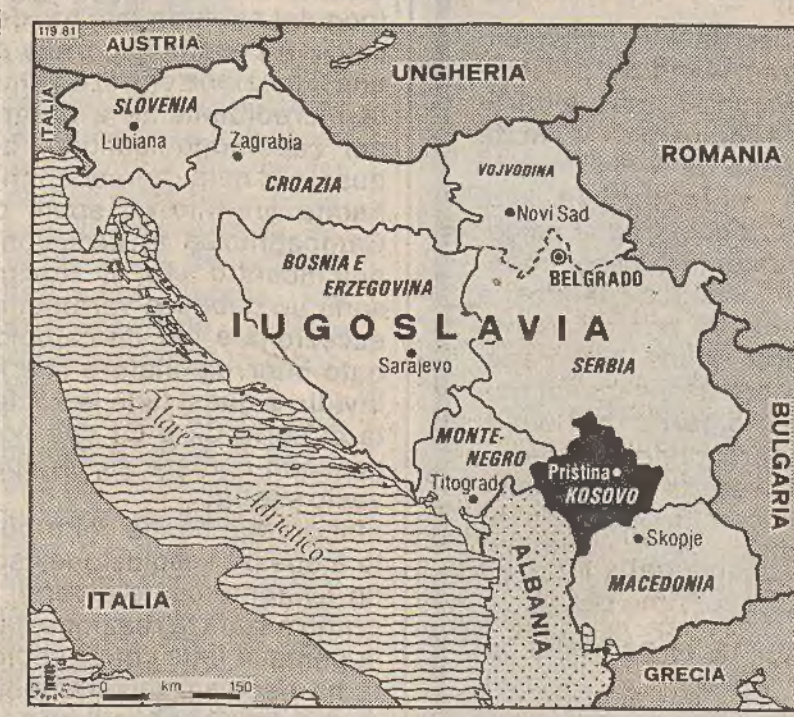 119 81
AUSTRIA
UNGHERIA
ITALIA
SLOVENIA
Lubiana
Zagrabia
CROAZIA
VOJVODINA
ROMANIA
Novi Sad
BELGRADO
BOSNIA E
ERZEGOVINA
IUGOSLAVIA
Sarajevo
SERBIA
Mare
Adriatico
MONTE-
NEGRO
Titograd
Priština
KOSOVO
BULGARIA
Skopje
ALBANIA
MACEDONIA
ITALIA
GRECIA
0 km 150